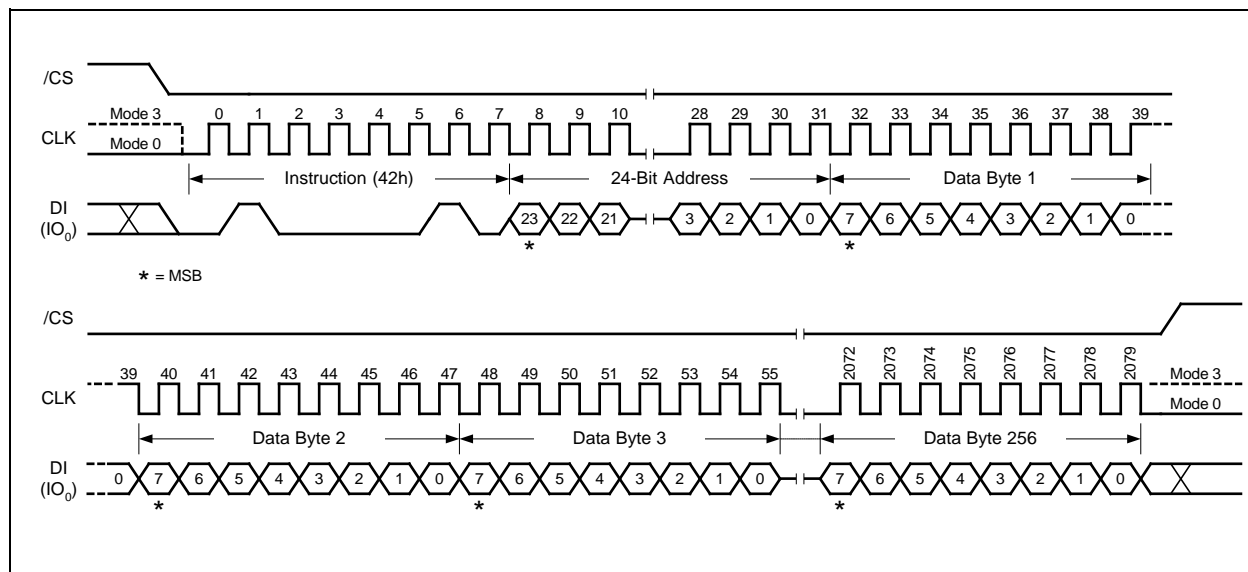 /CS
Mode 3
0 1 2 3 4 5 6 7 8 9 10 28 29 30 31 32 33 34 35 36 37 38 39
CLK
Mode 0
Instruction (42h) 24-Bit Address Data Byte 1
DI
(IO0)
23 22 21 3 2 1 0 7 6 5 4 3 2 1 0
* *
* = MSB
/CS
39 40 41 42 43 44 45 46 47 48 49 50 51 52 53 54 55 2072 2073 2074 2075 2076 2077 2078 2079
Mode 3
CLK
Mode 0
Data Byte 2 Data Byte 3 Data Byte 256
DI
(IO0)
0 7 6 5 4 3 2 1 0 7 6 5 4 3 2 1 0 7 6 5 4 3 2 1 0
* * *